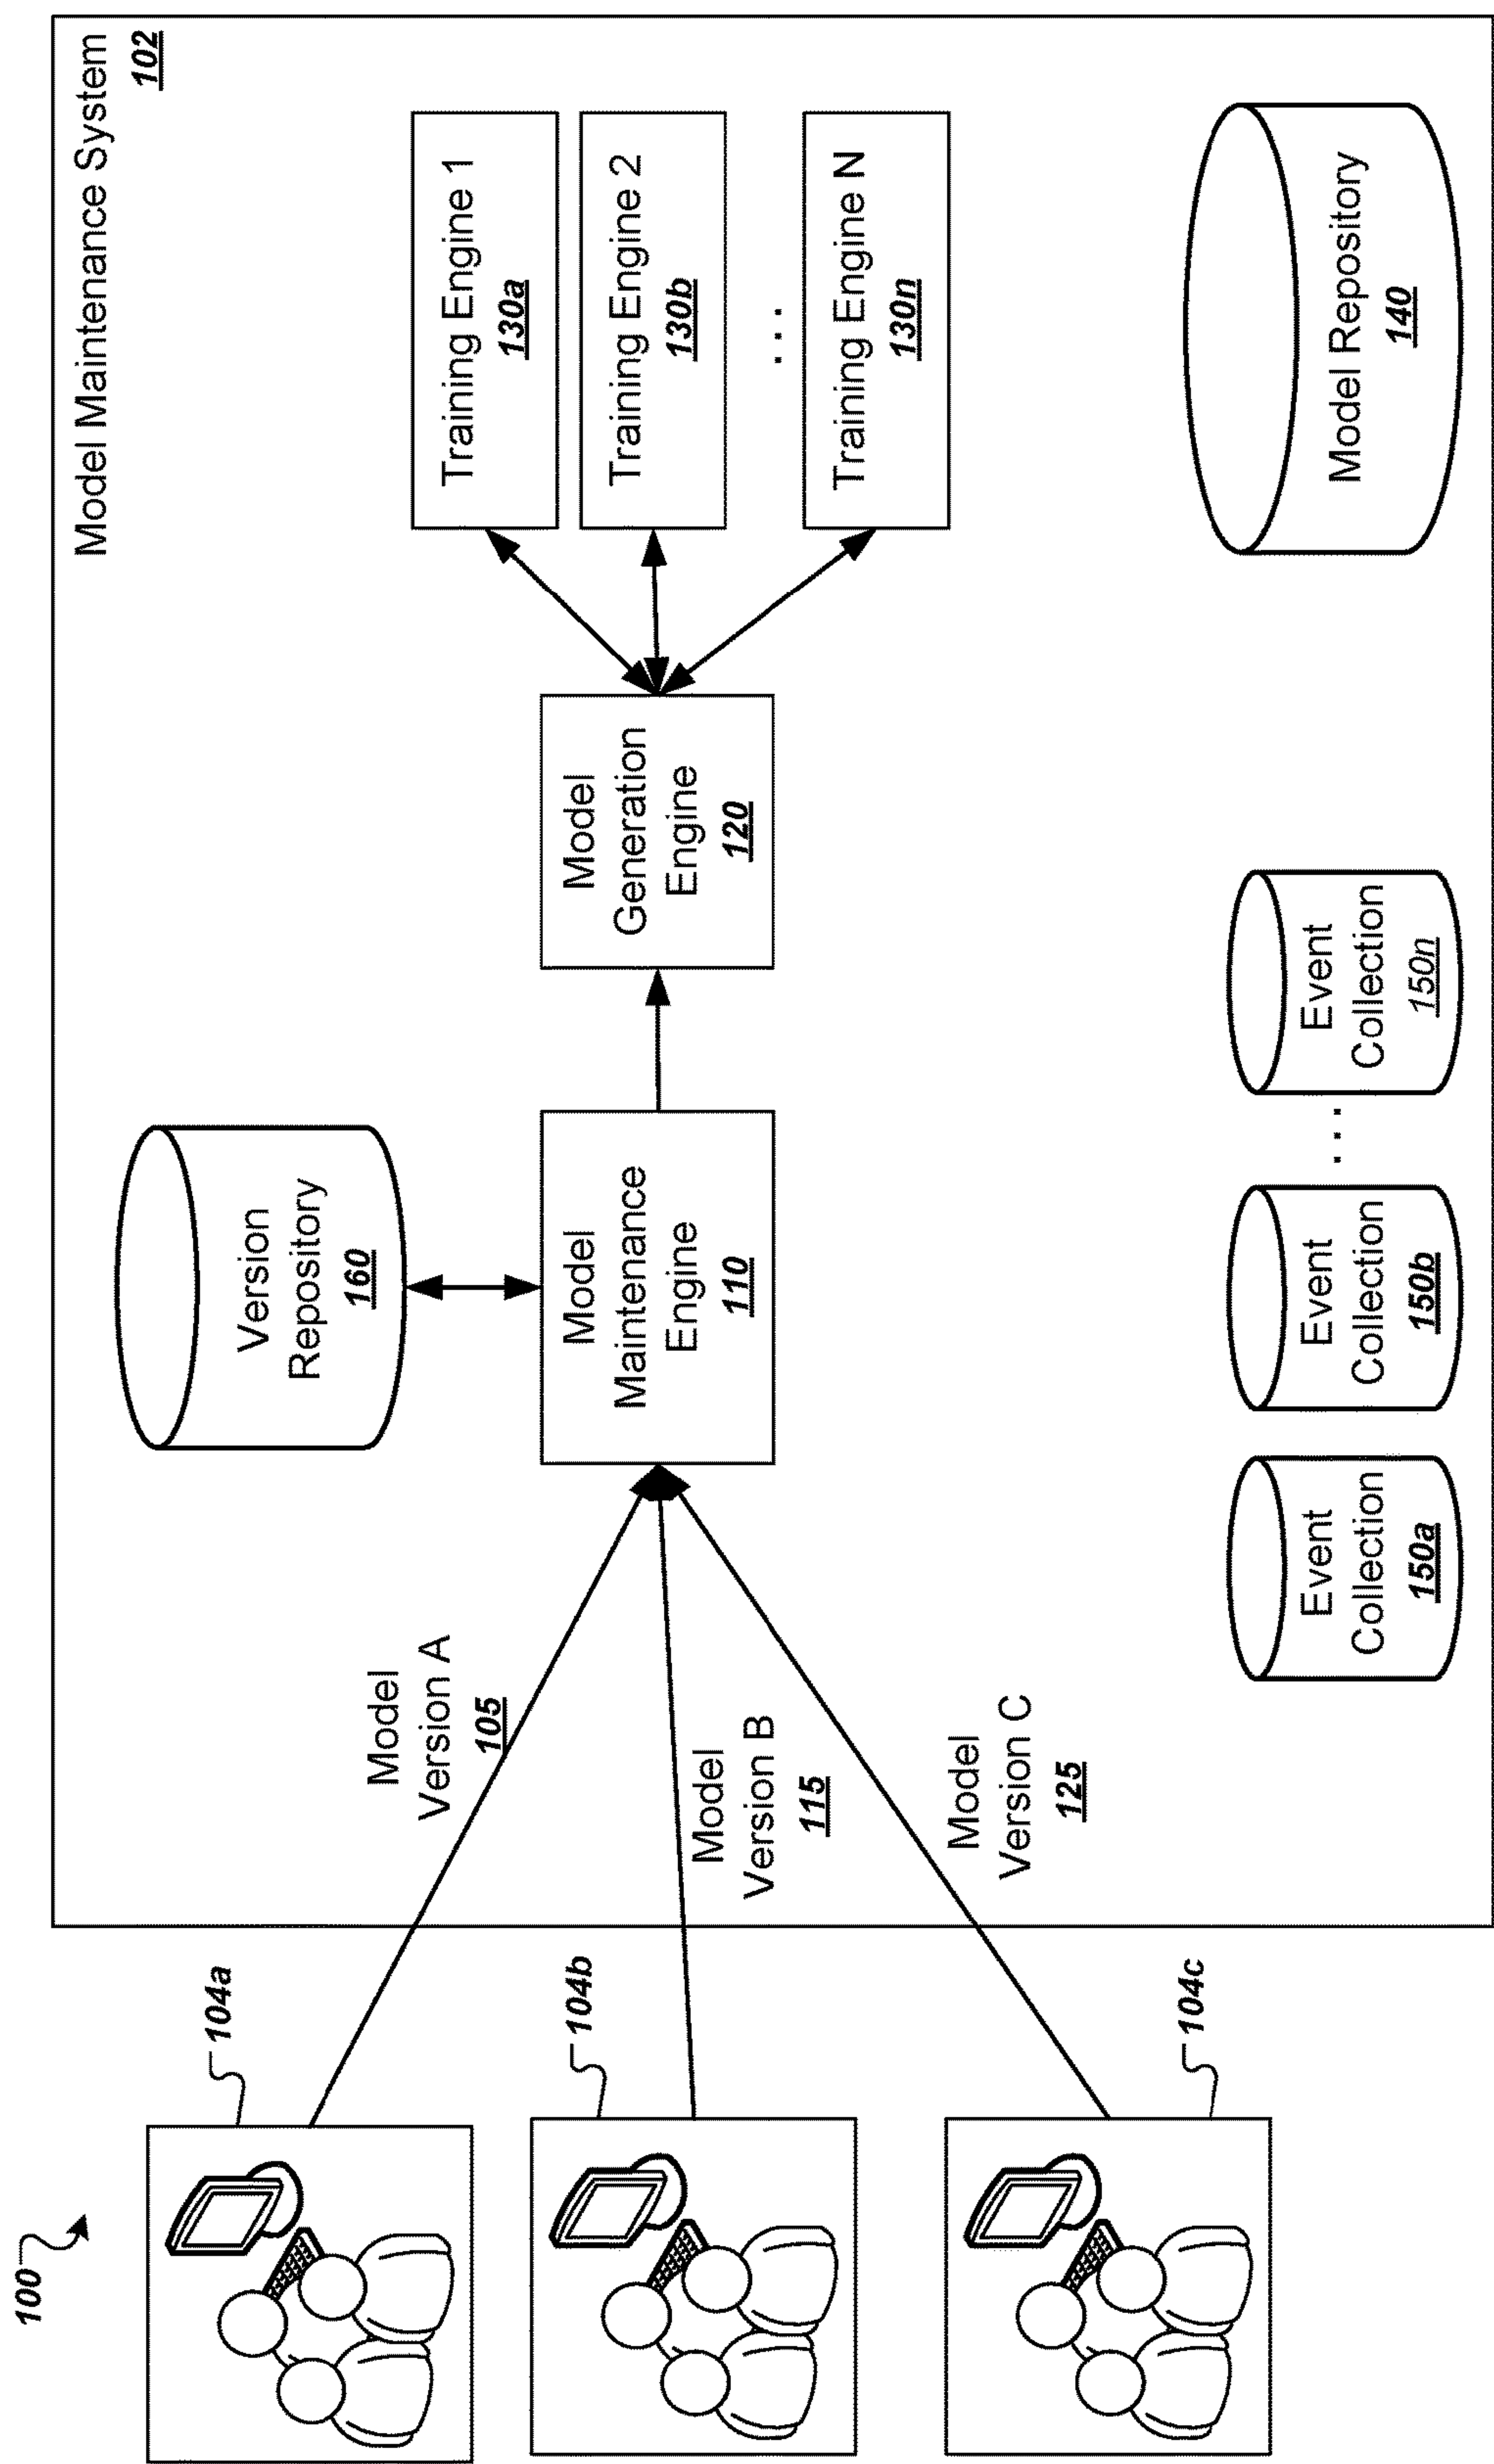 100
Model Maintenance System
102
104a
104b
104c
Model
Version A
105
Model
Version B
115
Model
Version C
125
Version
Repository
160
Model
Maintenance
Engine
110
Model
Generation
Engine
120
Training Engine 1
130a
Training Engine 2
130b
...
Training Engine N
130n
Event
Collection
150a
Event
Collection
150b
...
Event
Collection
150n
Model Repository
140